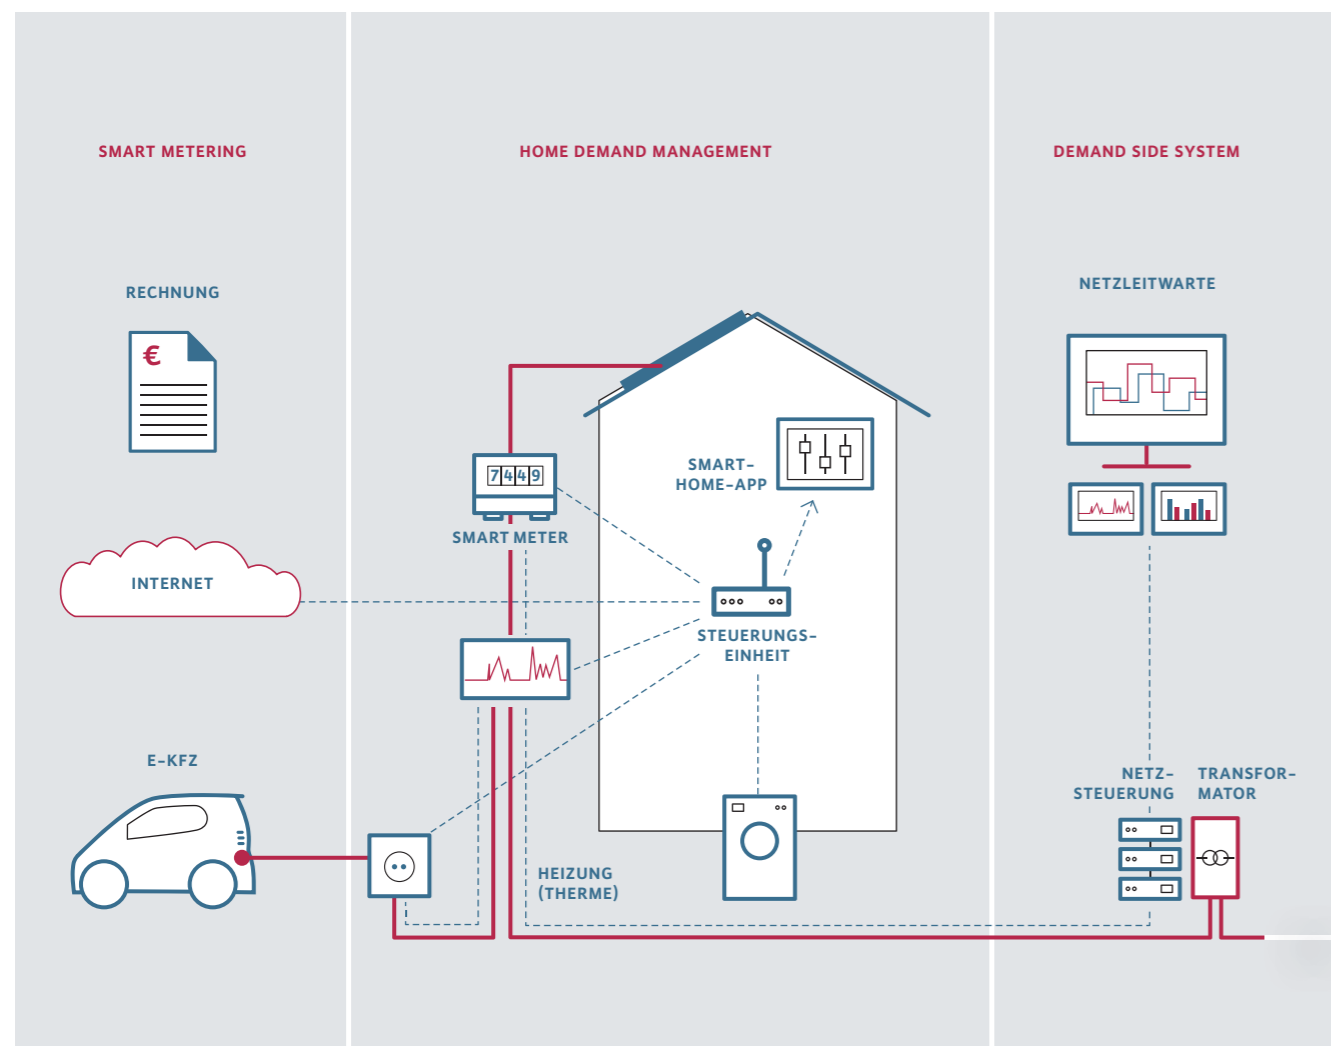 SMART METERING
HOME DEMAND MANAGEMENT
DEMAND SIDE SYSTEM
RECHNUNG
€
INTERNET
E-KFZ
7449
SMART METER
SMART-
HOME-APP
STEUERUNGS-
EINHEIT
HEIZUNG
(THERME)
NETZLEITWARTE
NETZ-
STEUERUNG
TRANSFOR-
MATOR